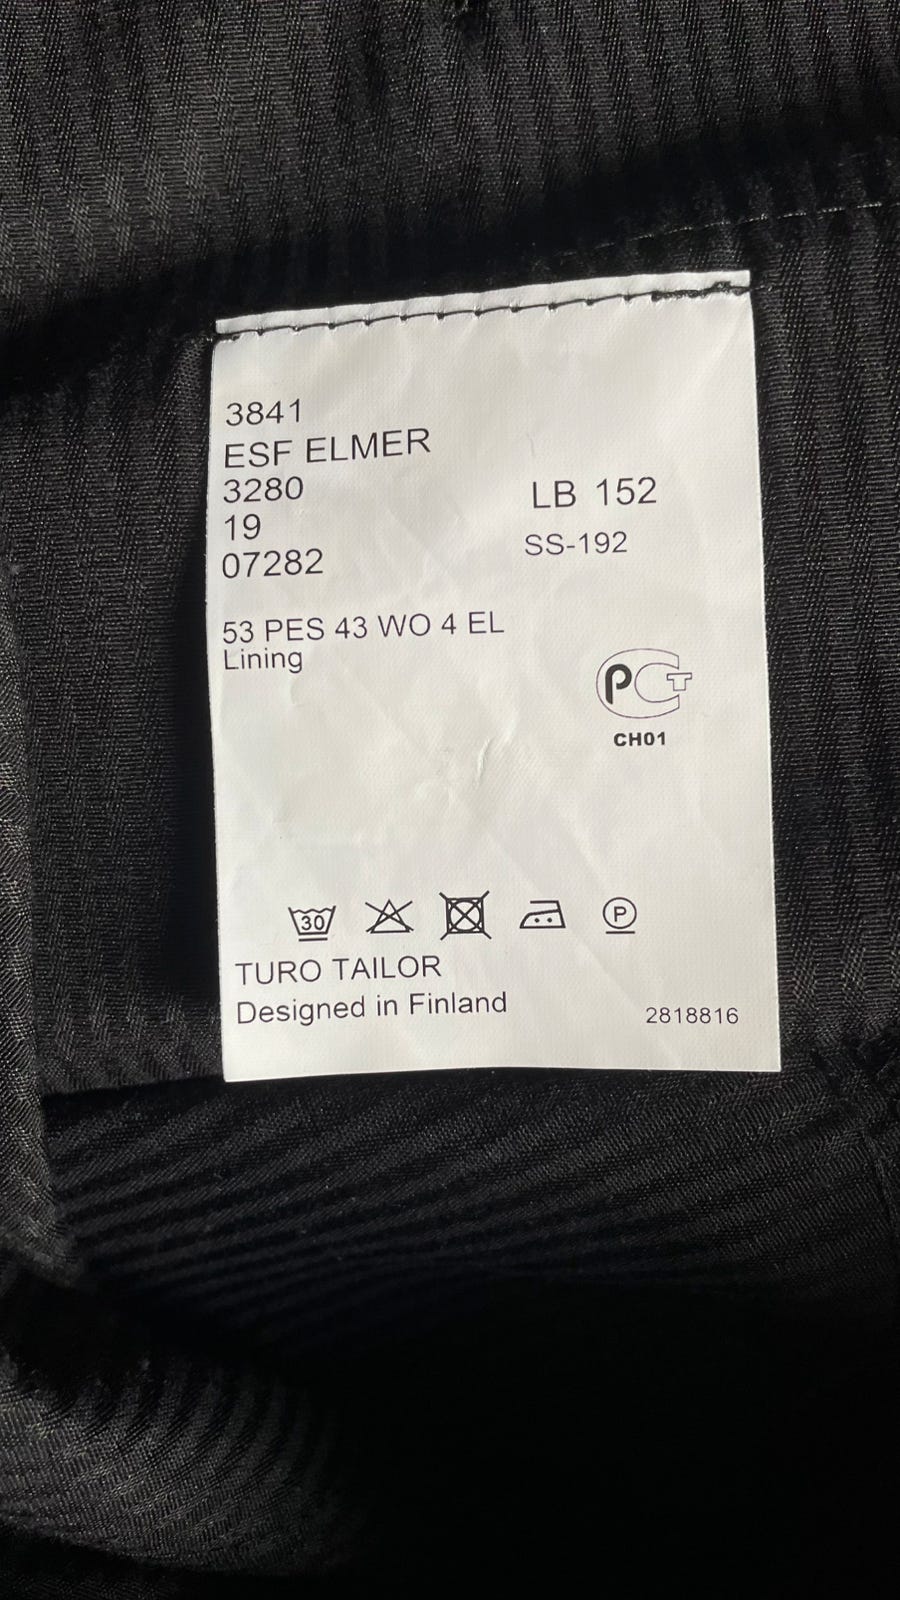 3841
ESF ELMER
3280
LB 152
19
SS-192
07282
53 PES 43 WO 4 EL
Lining
PCT
CH01
30
P
TURO TAILOR
Designed in Finland
2818816